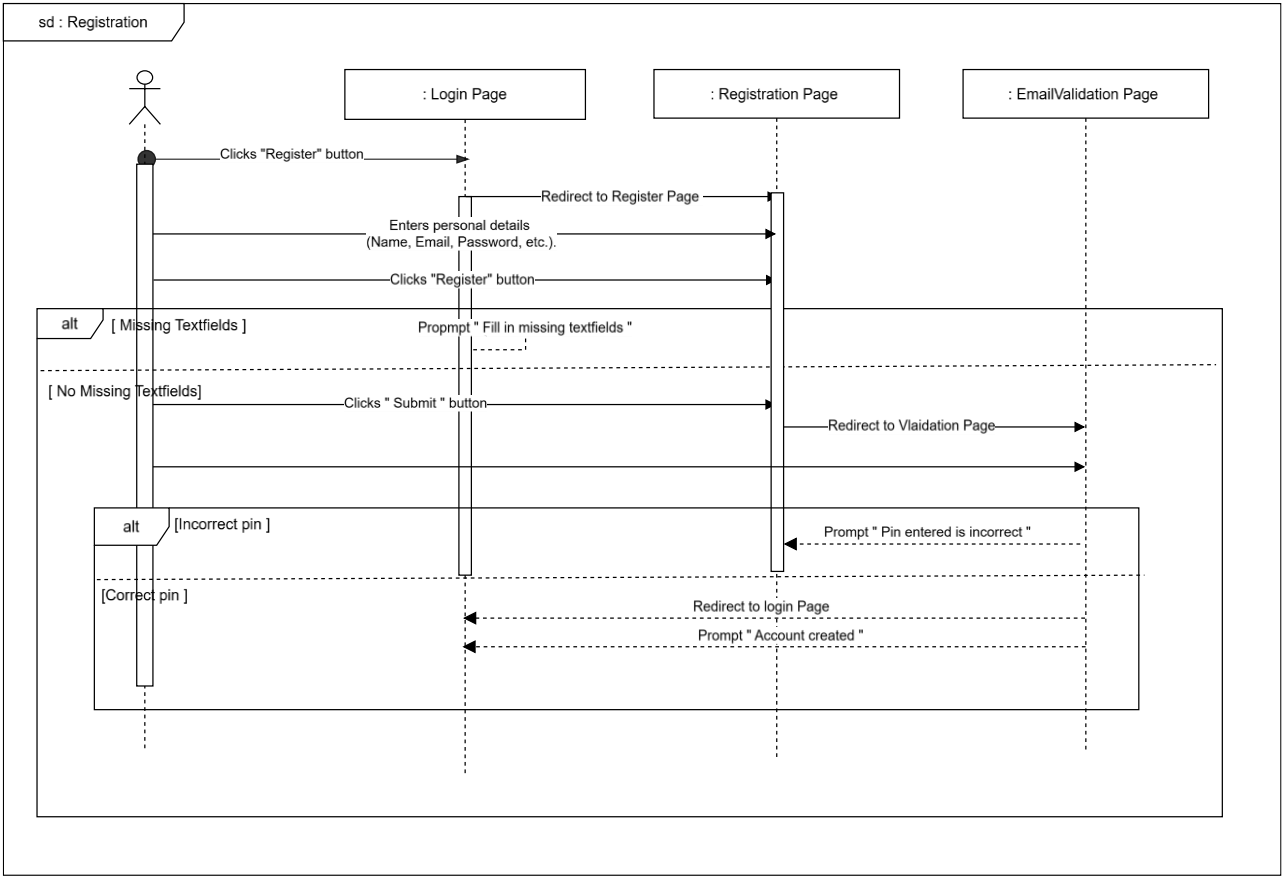 sd : Registration
: Login Page
: Registration Page
: EmailValidation Page
Clicks "Register" button
Redirect to Register Page
Enters personal details
(Name, Email, Password, etc.).
Clicks "Register" button
alt
[ Missing Textfields ]
Propmpt " Fill in missing textfields "
[ No Missing Textfields]
Clicks " Submit " button
Redirect to Vlaidation Page
alt
[Incorrect pin ]
Prompt " Pin entered is incorrect "
[Correct pin ]
Redirect to login Page
Prompt " Account created "